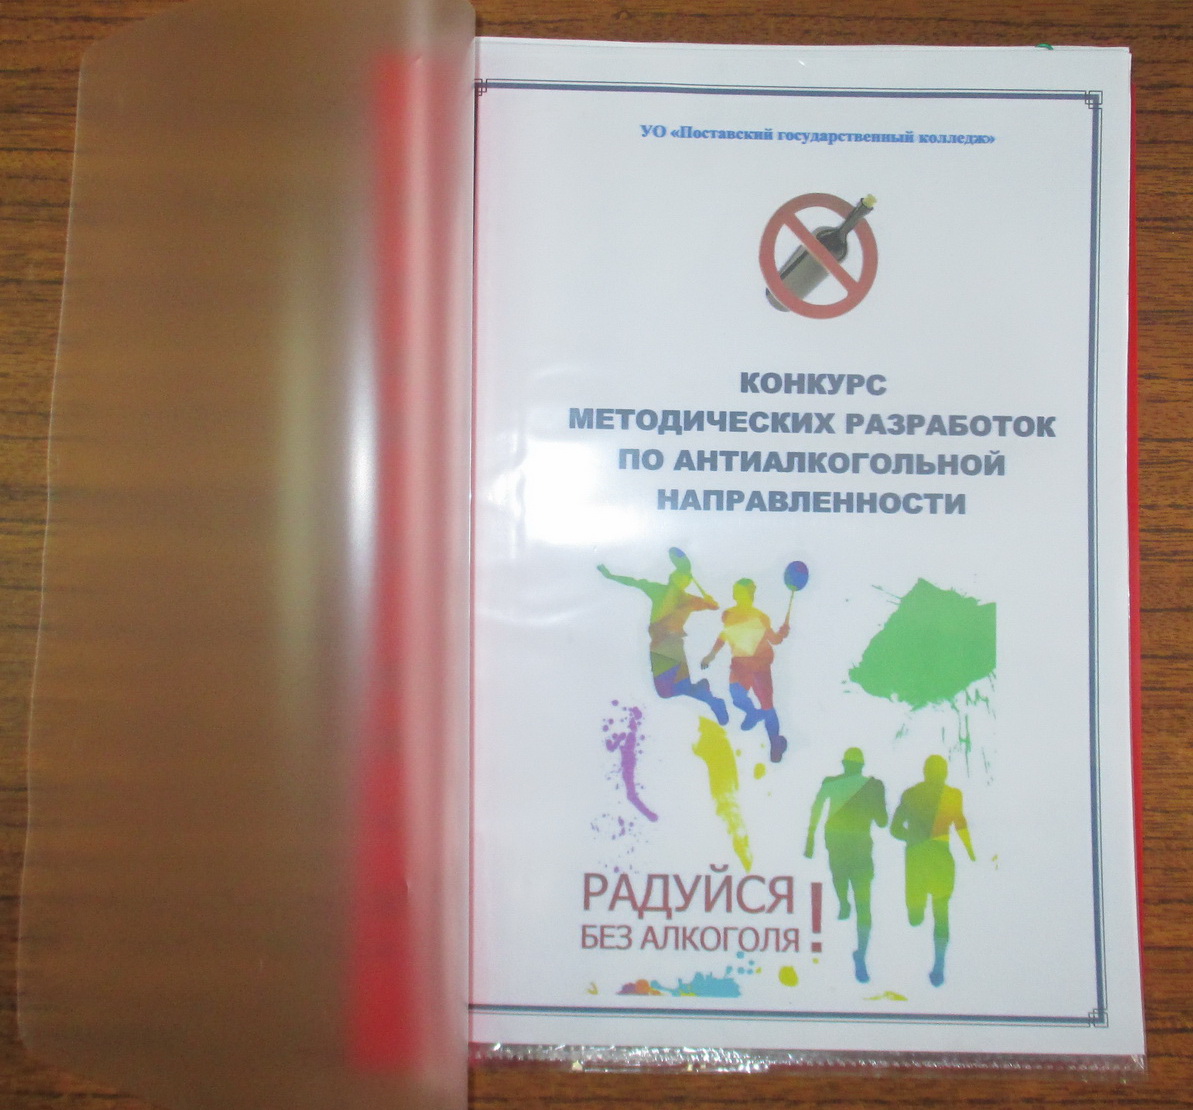 УО «Поставский государственный колледж»
КОНКУРС
МЕТОДИЧЕСКИХ РАЗРАБОТОК
ПО АНТИАЛКОГОЛЬНОЙ
НАПРАВЛЕННОСТИ
РАДУЙСЯ
БЕЗ АЛКОГОЛЯ!